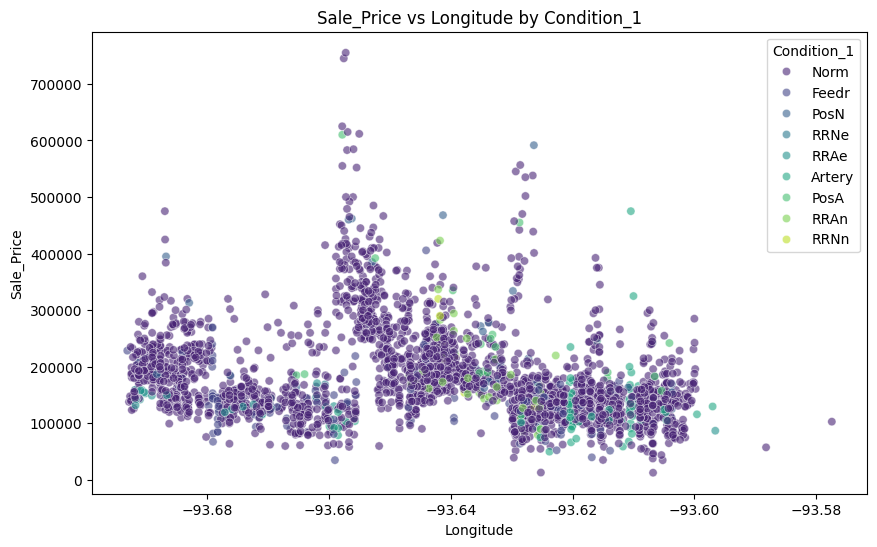 Sale_Price vs Longitude by Condition_1
Condition_1
Norm
Feedr
PosN
RRNe
RRAe
Artery
PosA
RRAn
RRNn
Sale_Price
700000
600000
500000
400000
300000
200000
100000
0
−93.68
−93.66
−93.64
−93.62
−93.60
−93.58
Longitude